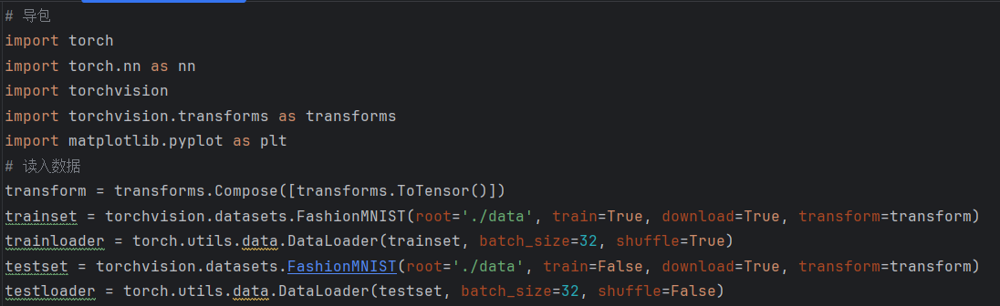 # 导包
import torch
import torch.nn as nn
import torchvision
import torchvision.transforms as transforms
import matplotlib.pyplot as plt
# 读入数据
transform = transforms.Compose([transforms.ToTensor()])
trainset = torchvision.datasets.FashionMNIST(root='./data', train=True, download=True, transform=transform)
trainloader = torch.utils.data.DataLoader(trainset, batch_size=32, shuffle=True)
testset = torchvision.datasets.FashionMNIST(root='./data', train=False, download=True, transform=transform)
testloader = torch.utils.data.DataLoader(testset, batch_size=32, shuffle=False)